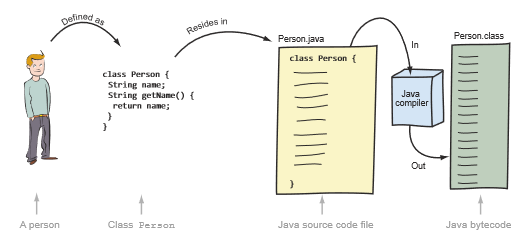 Defined as
Resides in
Person.java
In
Person.class
class Person {
String name;
String getName() {
return name;
}
}
class Person {
}
Java
compiler
Out
A person
Class Person
Java source code file
Java bytecode